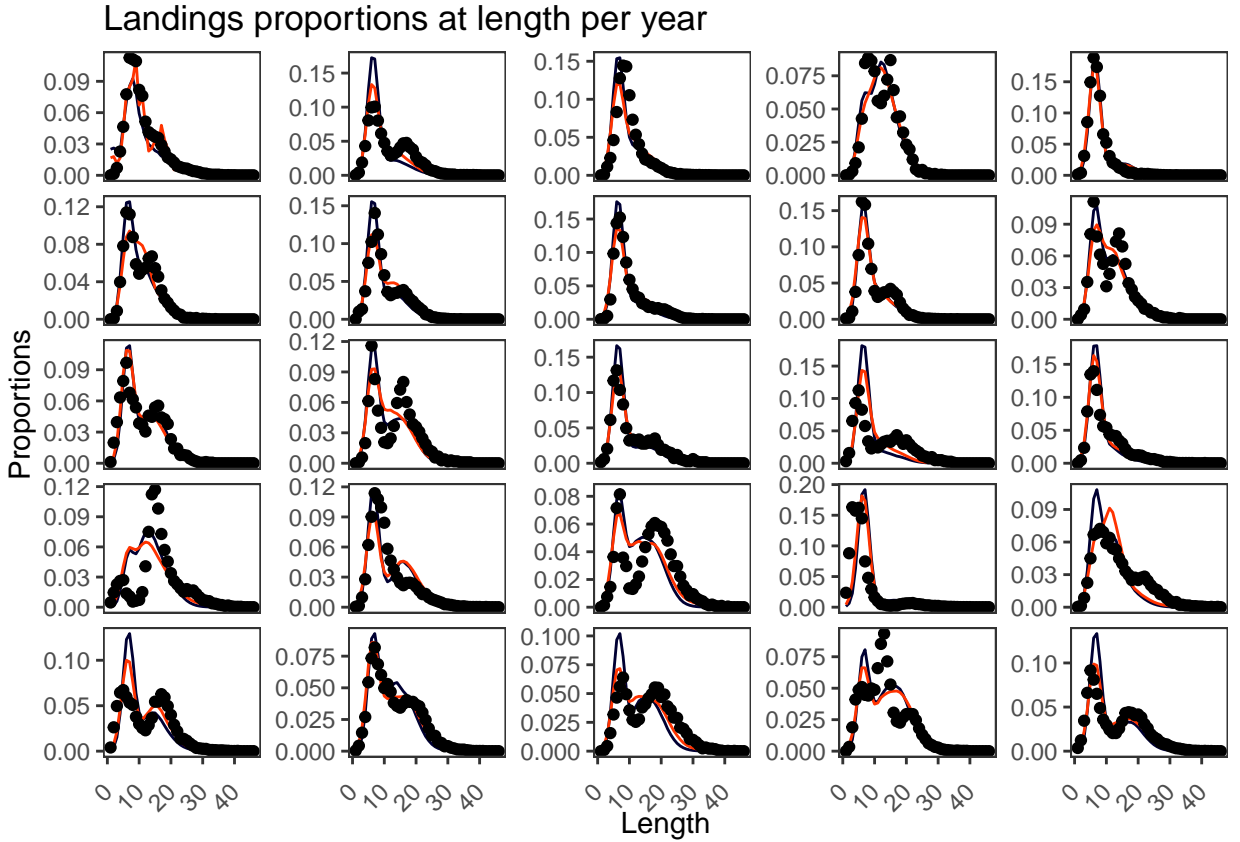 Landings proportions at length per year
0.09 0.15 0.15 0.075 0.15
0.06 0.10 0.10 0.050 0.10
0.03 0.05 0.05 0.025 0.05
0.00 0.00 0.00 0.000 0.00
0.12 0.15 0.15 0.15 0.09
0.08 0.10 0.10 0.10 0.06
0.04 0.05 0.05 0.05 0.03
0.00 0.00 0.00 0.00 0.00
Proportions
0.09 0.12 0.15 0.15 0.15
0.06 0.09 0.10 0.10 0.10
0.03 0.06 0.05 0.05 0.05
0.00 0.03 0.00 0.00 0.00
0.00
0.12 0.12 0.08 0.20 0.09
0.09 0.09 0.06 0.15 0.06
0.06 0.06 0.04 0.10 0.03
0.03 0.03 0.02 0.05 0.00
0.00 0.00 0.00 0.00
0.10 0.075 0.100 0.075 0.10
0.05 0.050 0.075 0.050 0.05
0.00 0.025 0.050 0.025 0.00
0.000 0.025 0.000
0.000
0 10 20 30 40 0 10 20 30 40 0 10 20 30 40 0 10 20 30 40 0 10 20 30 40
Length